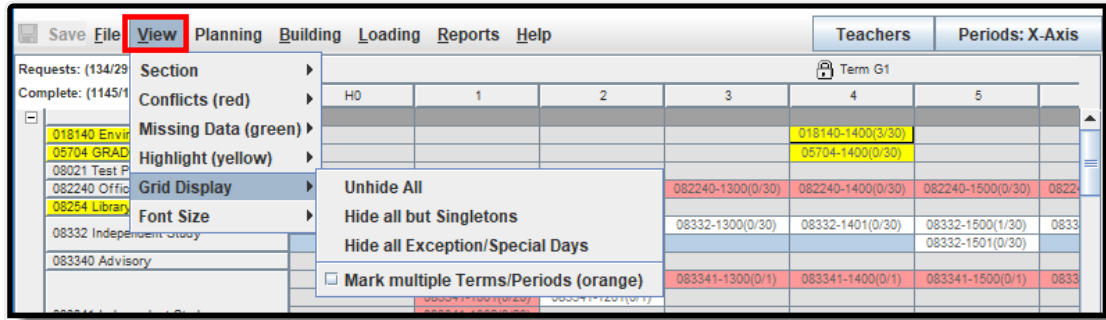 Save File View Planning Building Loading Reports Help Teachers Periods: X-Axis
Requests: (134/29 Section Term G1
Complete: (1145/1 Conflicts (red) H0 1 2 3 4 5
Missing Data (green)
018140 Envir 018140-1400(3/30)
05704 GRAD Highlight (yellow) 05704-1400(0/30)
08021 Test P
082240 Offic Grid Display Unhide All 082240-1300(0/30) 082240-1400(0/30) 082240-1500(0/30) 0822
08254 Library Font Size Hide all but Singletons
08332 Independent Study 08332-1300(0/30) 08332-1401(0/30) 08332-1500(1/30) 0833
Hide all Exception/Special Days 08332-1501(0/30)
083340 Advisory
Mark multiple Terms/Periods (orange) 083341-1300(0/1) 083341-1400(0/1) 083341-1500(0/1) 0833